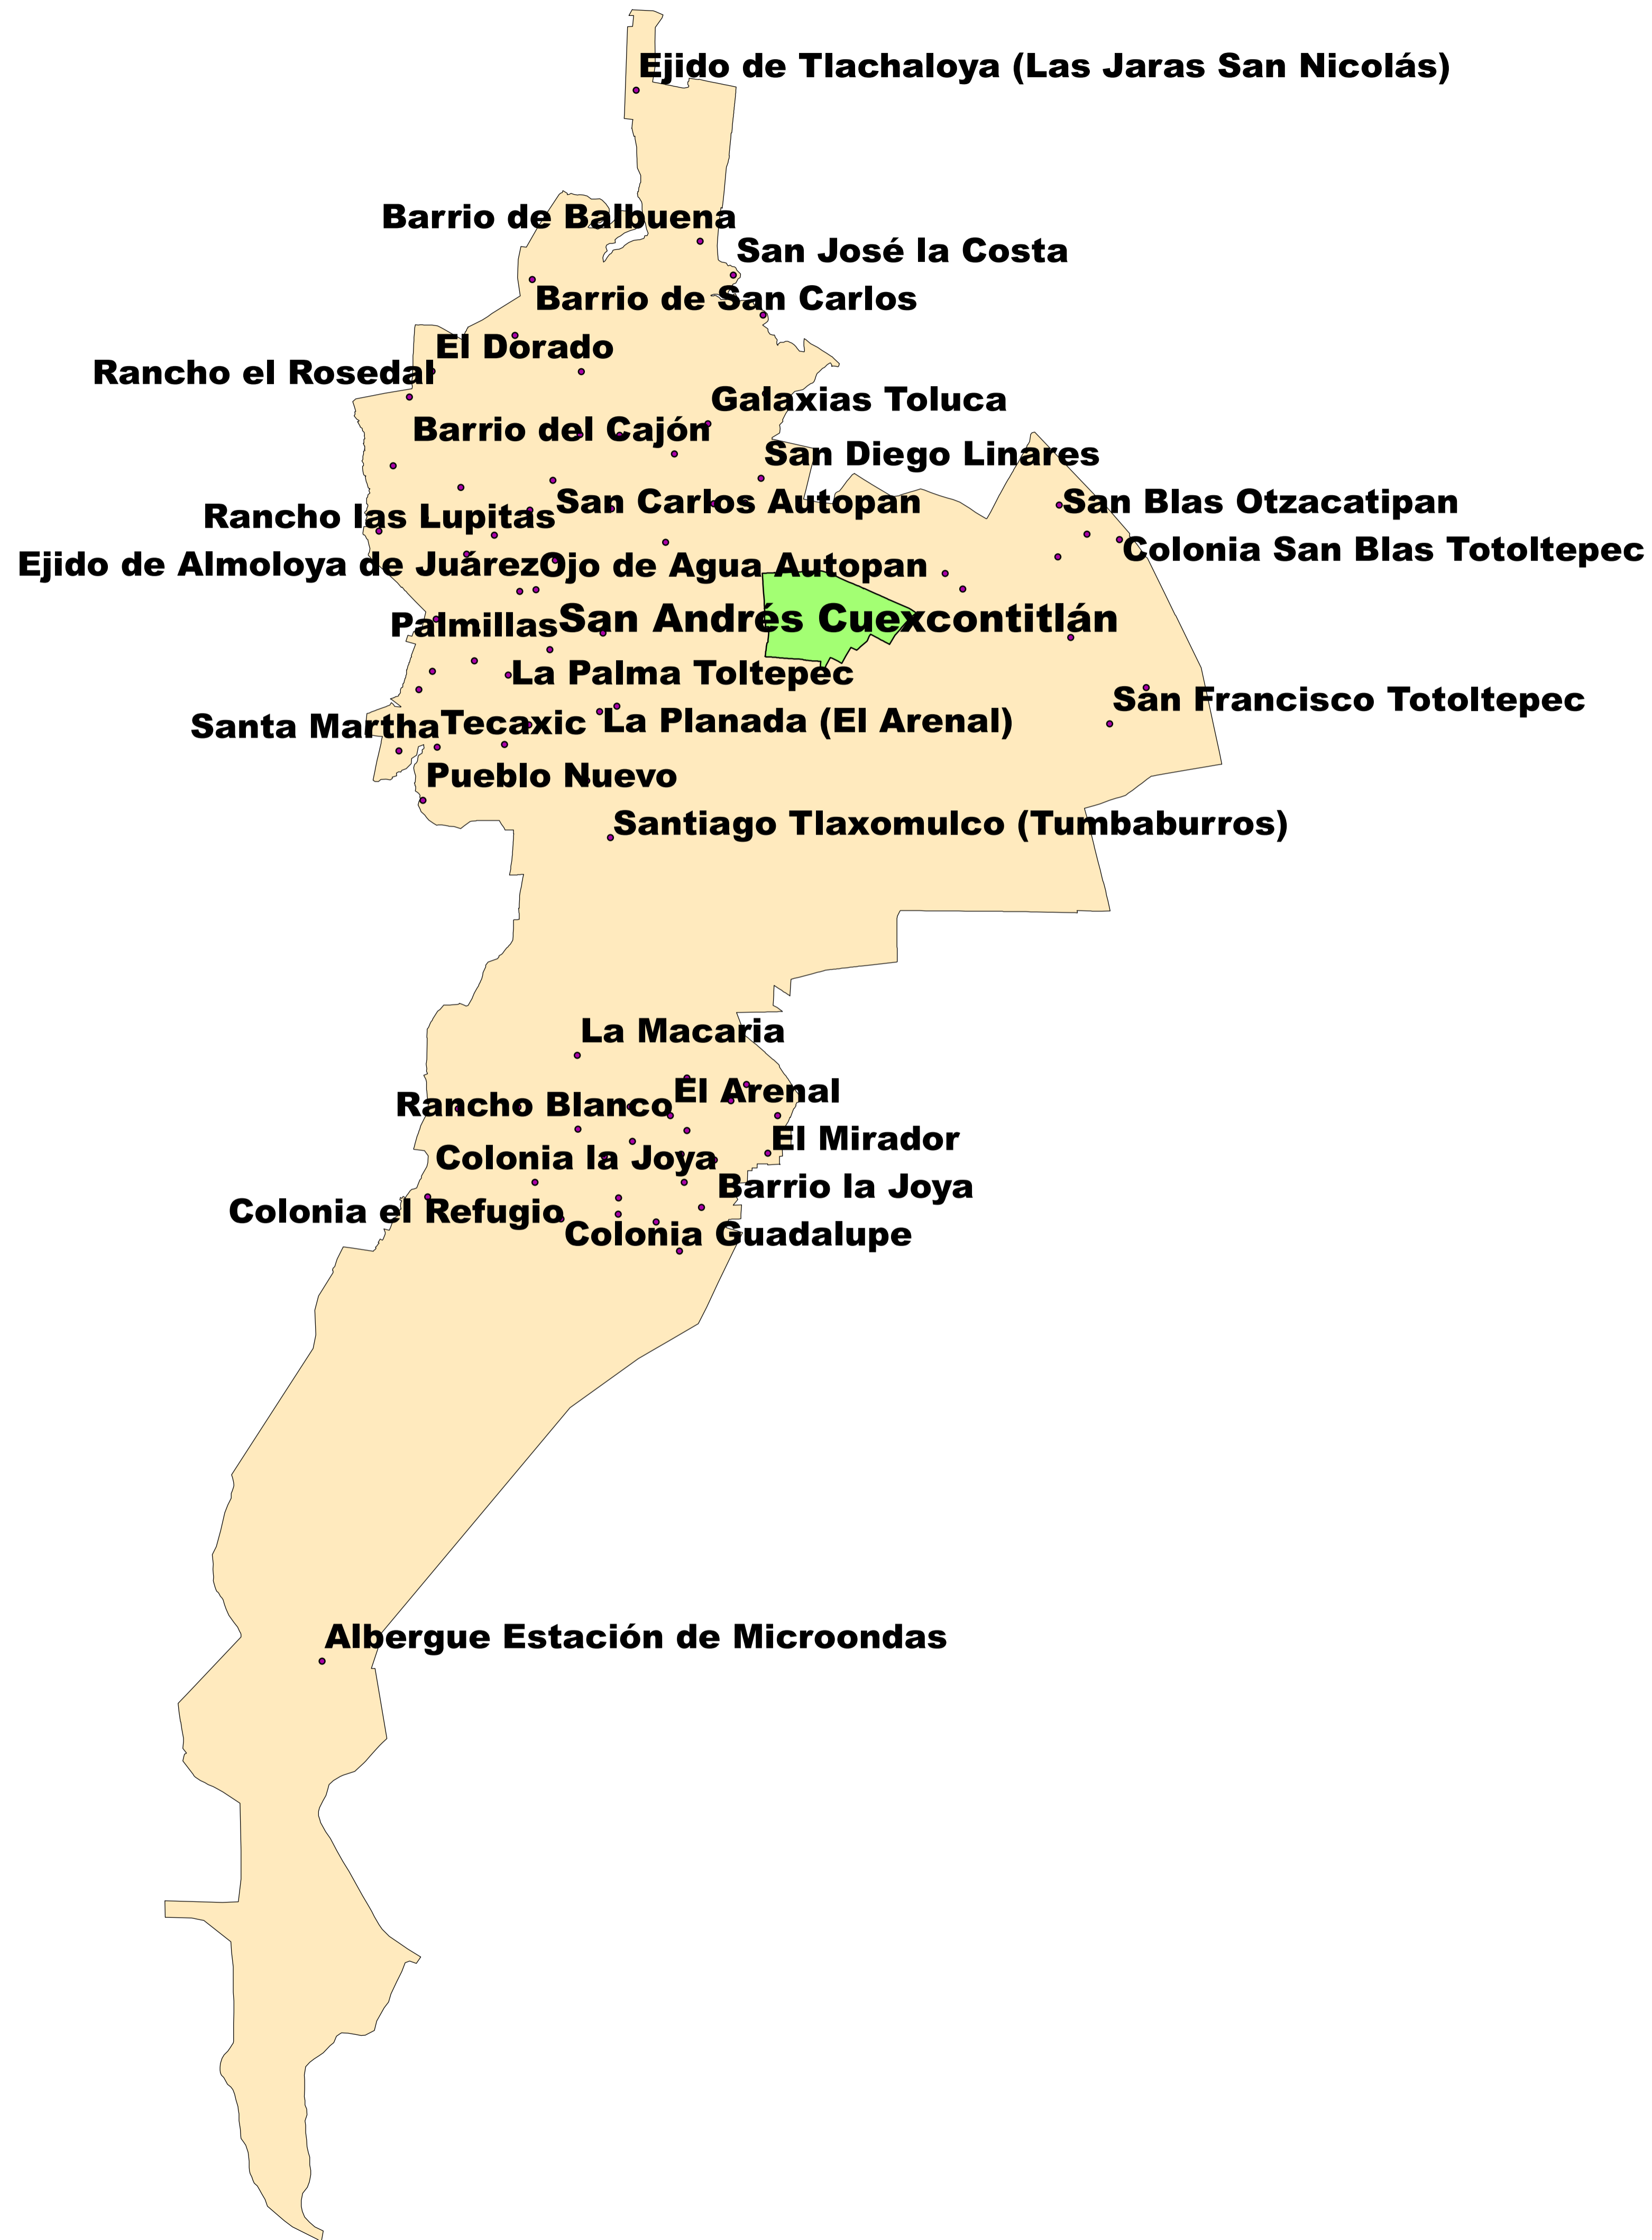 Ejido de Tlachaloya (Las Jaras San Nicolás)
Barrio de Balbuena
San José la Costa
Barrio de San Carlos
El Dorado
Rancho el Rosedal
Galaxias Toluca
Barrio del Cajón
San Diego Linares
San Carlos Autopan
San Blas Otzacatipan
Rancho las Lupitas
Colonia San Blas Totoltepec
Ejido de Almoloya de Juárez
Ojo de Agua Autopan
San Andrés Cuexcontitlán
Palmillas
La Palma Toltepec
San Francisco Totoltepec
Santa Martha
Tecaxic
La Planada (El Arenal)
Pueblo Nuevo
Santiago Tlaxomulco (Tumbaburros)
La Macaria
El Arenal
Rancho Blanco
El Mirador
Colonia la Joya
Barrio la Joya
Colonia el Refugio
Colonia Guadalupe
Albergue Estación de Microondas